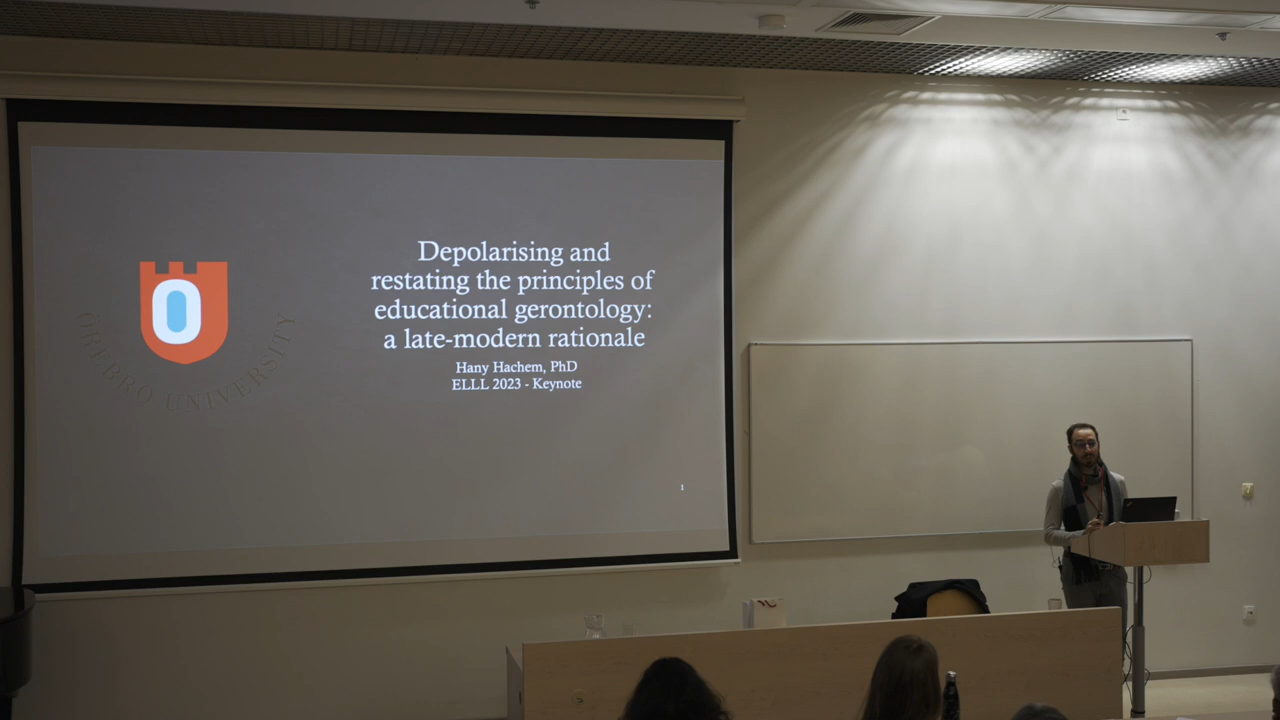 ÖREBRO UNIVERSITY
Depolarising and
restating the principles of
educational gerontology:
a late-modern rationale
Hany Hachem, PhD
ELLL 2023 - Keynote
1